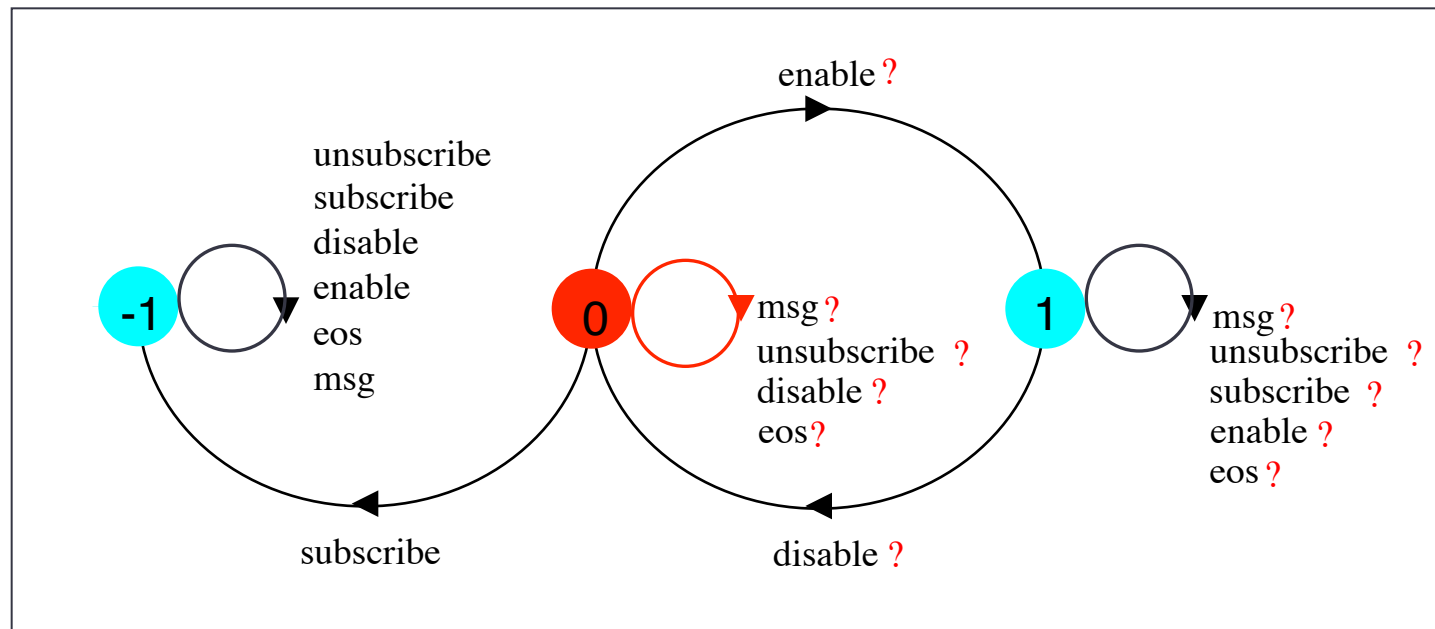 enable ?
unsubscribe
subscribe
disable
enable
eos
msg
-1
0
msg ?
unsubscribe ?
disable ?
eos?
1
msg ?
unsubscribe ?
subscribe ?
enable ?
eos ?
subscribe
disable ?